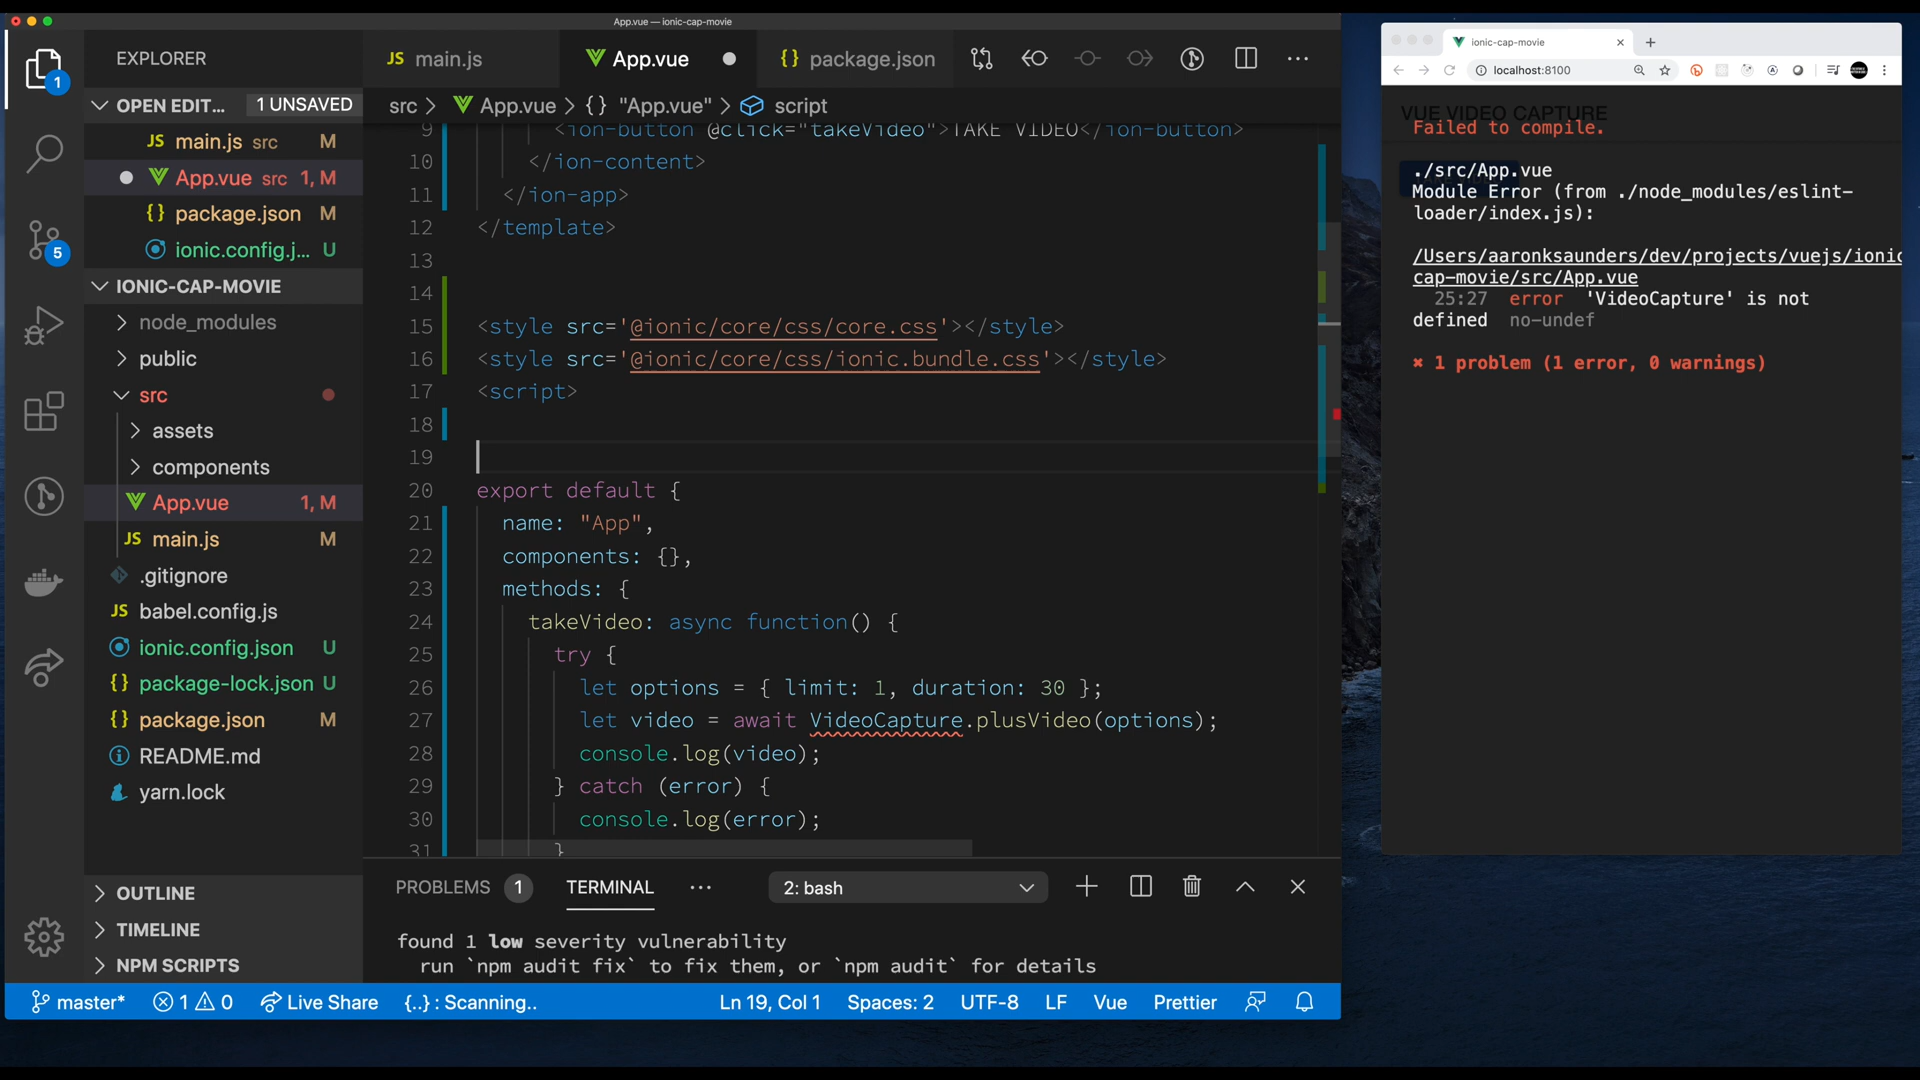 App.vue — ionic-cap-movie
EXPLORER
OPEN EDIT... 1 UNSAVED
JS main.js src M
App.vue src 1, M
{} package.json M
ionic.config.j... U
IONIC-CAP-MOVIE
node_modules
public
src
assets
components
App.vue 1, M
JS main.js M
.gitignore
JS babel.config.js
ionic.config.json U
{} package-lock.json U
{} package.json M
README.md
yarn.lock
OUTLINE
TIMELINE
NPM SCRIPTS
1
5
JS main.js App.vue {} package.json
src > App.vue > {} "App.vue" > script
9 <ion-button @click="takeVideo">TAKE VIDEO</ion-button>
10 </ion-content>
11 </ion-app>
12 </template>
13
14
15 <style src='@ionic/core/css/core.css'></style>
16 <style src='@ionic/core/css/ionic.bundle.css'></style>
17 <script>
18
19
20 export default {
21 name: "App",
22 components: {},
23 methods: {
24 takeVideo: async function() {
25 try {
26 let options = { limit: 1, duration: 30 };
27 let video = await VideoCapture.plusVideo(options);
28 console.log(video);
29 } catch (error) {
30 console.log(error);
31 }
PROBLEMS 1 TERMINAL ... 2: bash
found 1 low severity vulnerability
run `npm audit fix` to fix them, or `npm audit` for details
master* 1 0 Live Share {..} : Scanning.. Ln 19, Col 1 Spaces: 2 UTF-8 LF Vue Prettier
ionic-cap-movie
localhost:8100
VUE VIDEO CAPTURE
Failed to compile.
./src/App.vue
Module Error (from ./node_modules/eslint-
loader/index.js):
/Users/aaronksaunders/dev/projects/vuejs/ionic
cap-movie/src/App.vue
25:27 error 'VideoCapture' is not
defined no-undef
✖ 1 problem (1 error, 0 warnings)